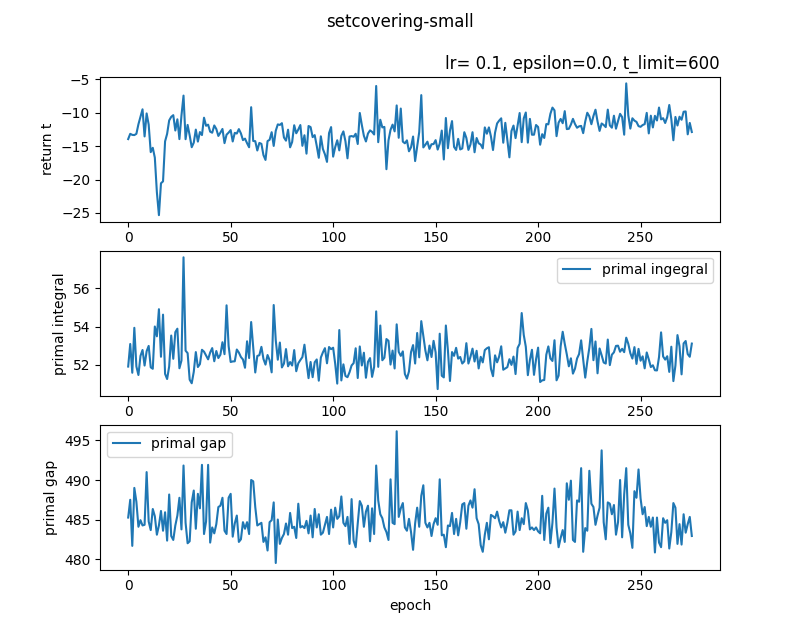 setcovering-small
lr= 0.1, epsilon=0.0, t_limit=600
return t
−5
−10
−15
−20
−25
0 50 100 150 200 250
primal integral
primal ingegral
56
54
52
0 50 100 150 200 250
primal gap
primal gap
495
490
485
480
0 50 100 150 200 250
epoch